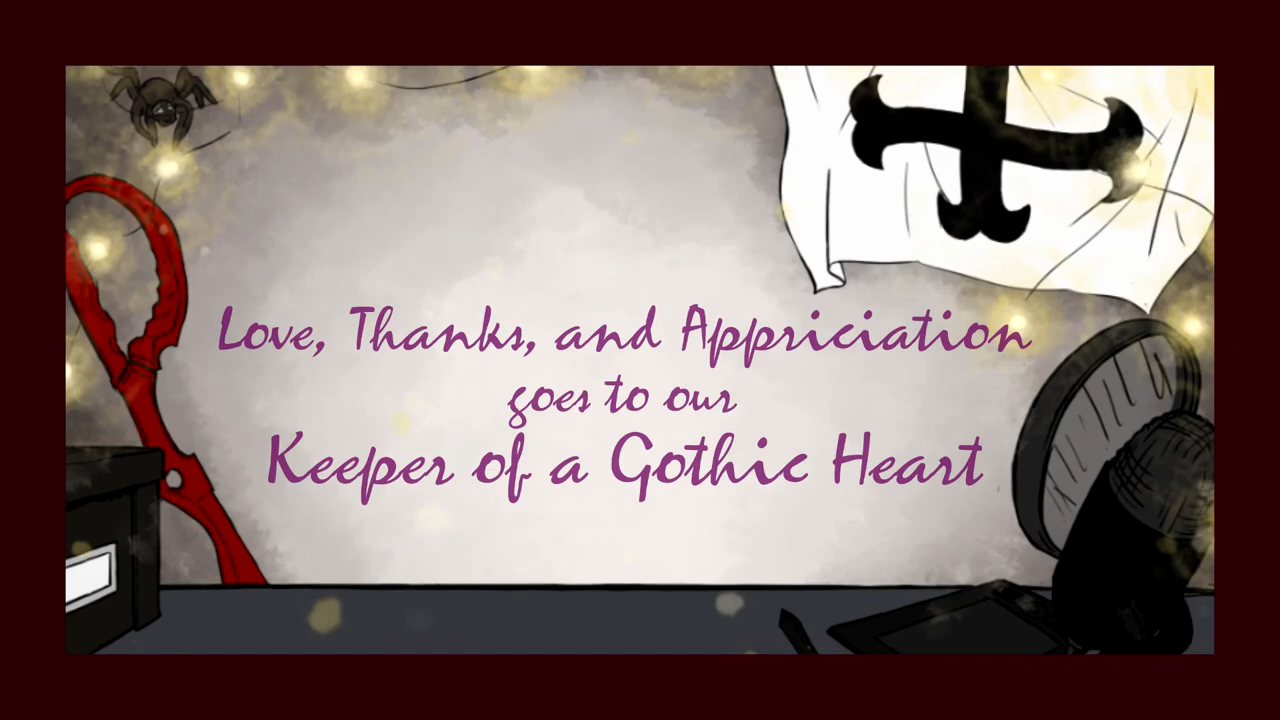 Love, Thanks, and Appriciation
goes to our
Keeper of a Gothic Heart